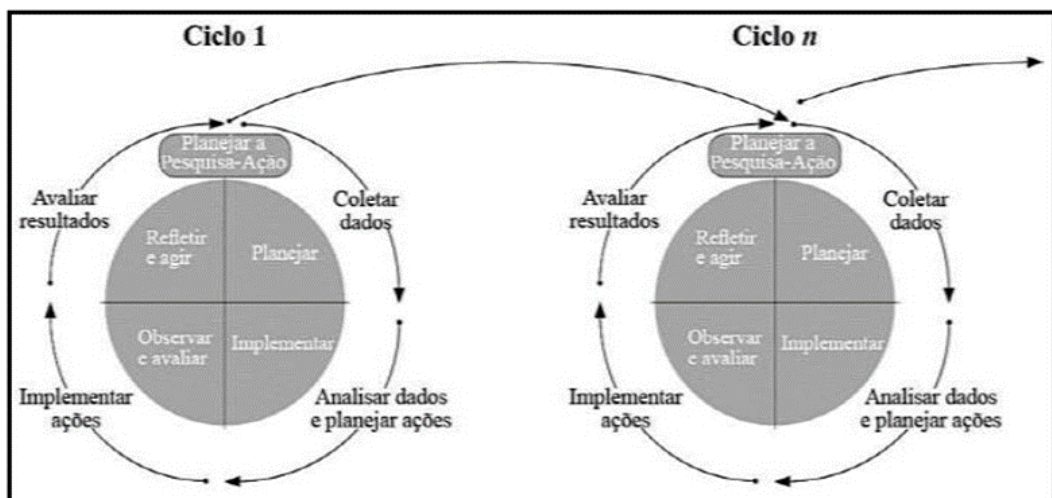 Ciclo 1
Planejar a
Pesquisa-Ação
Avaliar
resultados
Coletar
dados
Refletir
e agir
Planejar
Observar
e avaliar
Implementar
Implementar
ações
Analisar dados
e planejar ações
Ciclo n
Planejar a
Pesquisa-Ação
Avaliar
resultados
Coletar
dados
Refletir
e agir
Planejar
Observar
e avaliar
Implementar
Implementar
ações
Analisar dados
e planejar ações